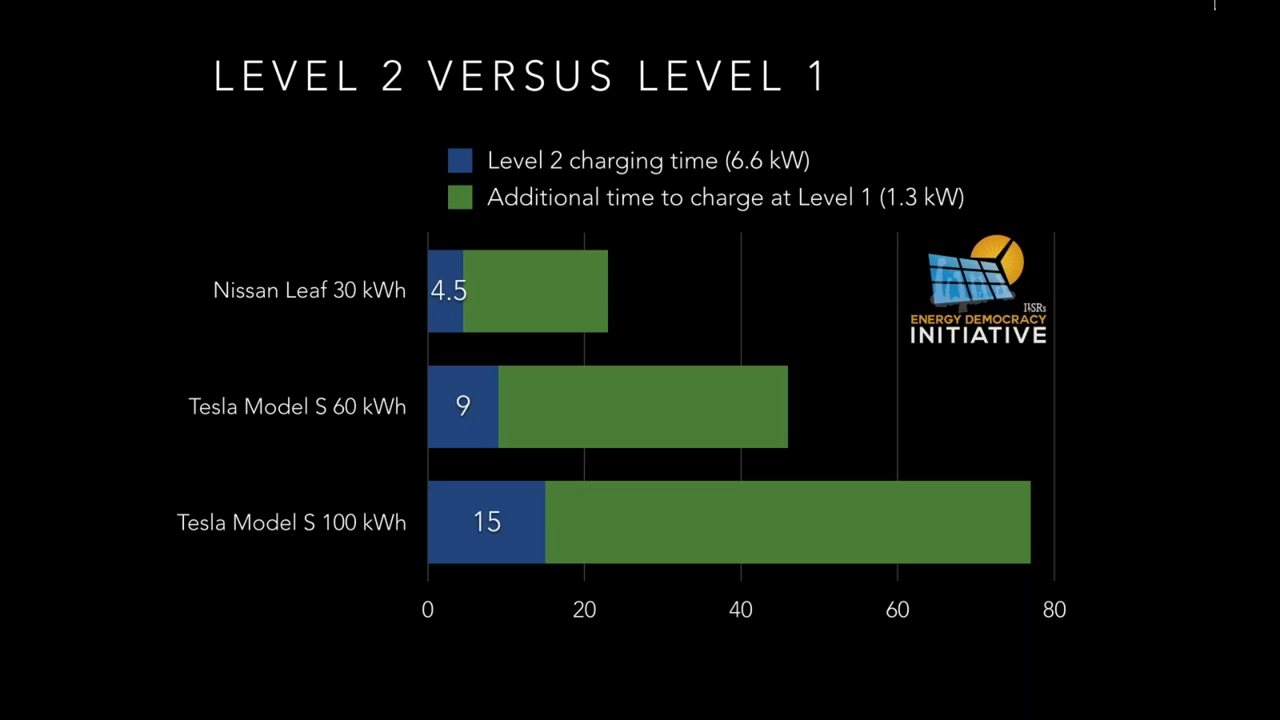 LEVEL 2 VERSUS LEVEL 1
Level 2 charging time (6.6 kW)
Additional time to charge at Level 1 (1.3 kW)
ILSRs
ENERGY DEMOCRACY
INITIATIVE
Nissan Leaf 30 kWh
4.5
Tesla Model S 60 kWh
9
Tesla Model S 100 kWh
15
0 20 40 60 80